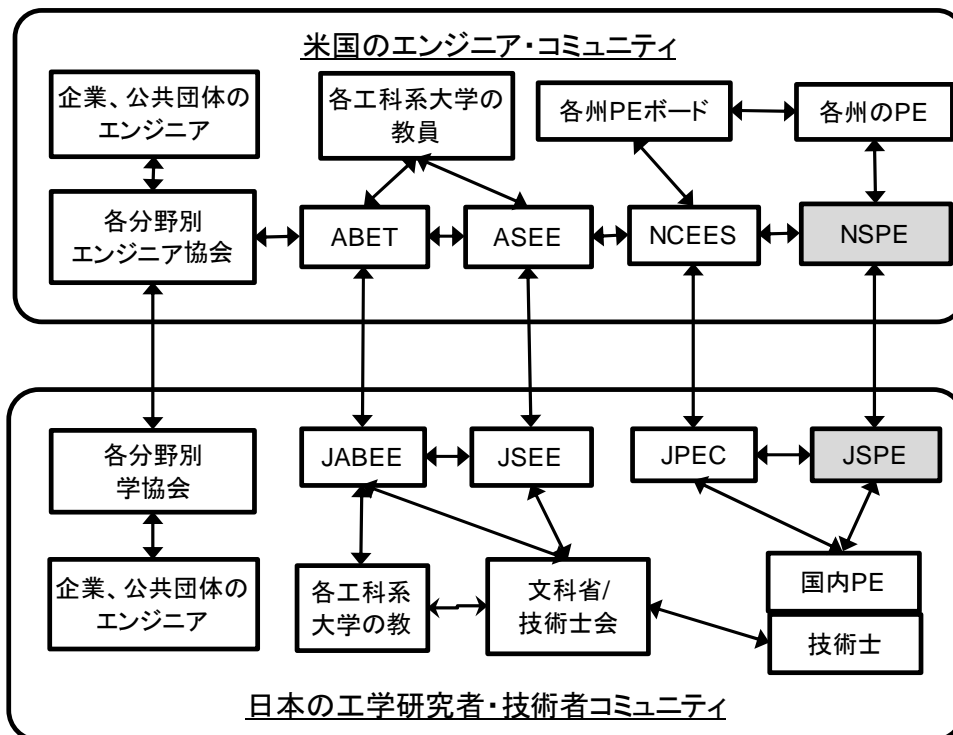 米国のエンジニア・コミュニティ
企業、公共団体の
エンジニア
各工科系大学の
教員
各州PEボード
各州のPE
各分野別
エンジニア協会
ABET
ASEE
NCEES
NSPE
各分野別
学協会
JABEE
JSEE
JPEC
JSPE
企業、公共団体の
エンジニア
各工科系
大学の教
文科省/
技術士会
国内PE
技術士
日本の工学研究者・技術者コミュニティ